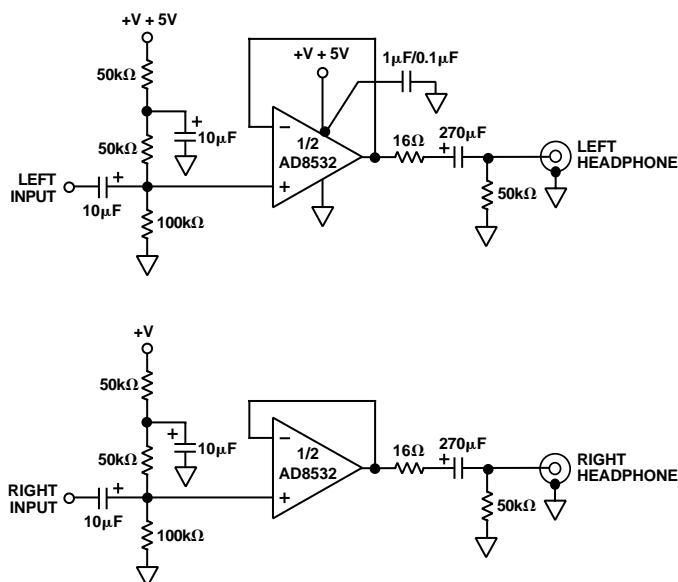 +V + 5V
50kΩ
50kΩ
10µF
LEFT
INPUT
10µF
100kΩ
+V + 5V
1µF/0.1µF
1/2
AD8532
16Ω
270µF
50kΩ
LEFT
HEADPHONE
+V
50kΩ
50kΩ
10µF
RIGHT
INPUT
10µF
100kΩ
1/2
AD8532
16Ω
270µF
50kΩ
RIGHT
HEADPHONE